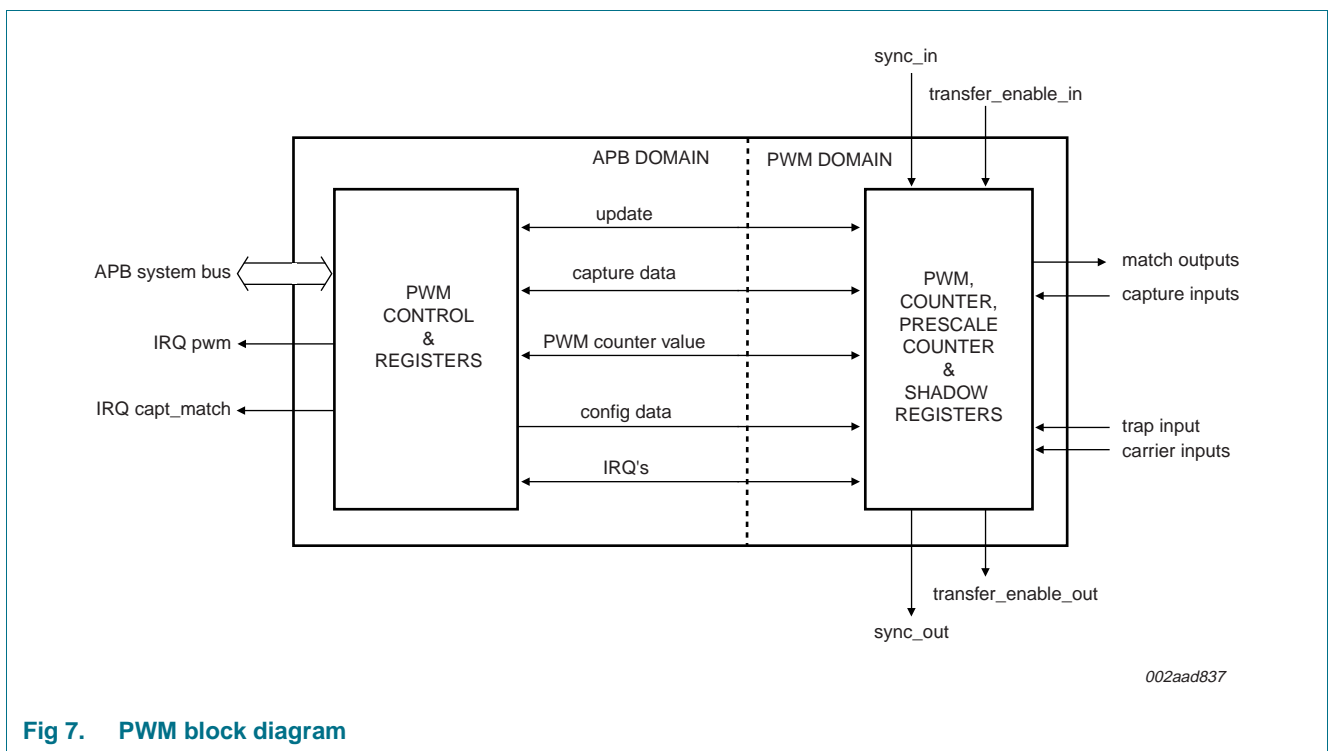 sync_in
transfer_enable_in
APB DOMAIN
PWM DOMAIN
update
APB system bus
capture data
match outputs
PWM
CONTROL
&
REGISTERS
PWM,
COUNTER,
PRESCALE
COUNTER
&
SHADOW
REGISTERS
capture inputs
IRQ pwm
PWM counter value
IRQ capt_match
config data
trap input
carrier inputs
IRQ's
transfer_enable_out
sync_out
002aad837
Fig 7. PWM block diagram